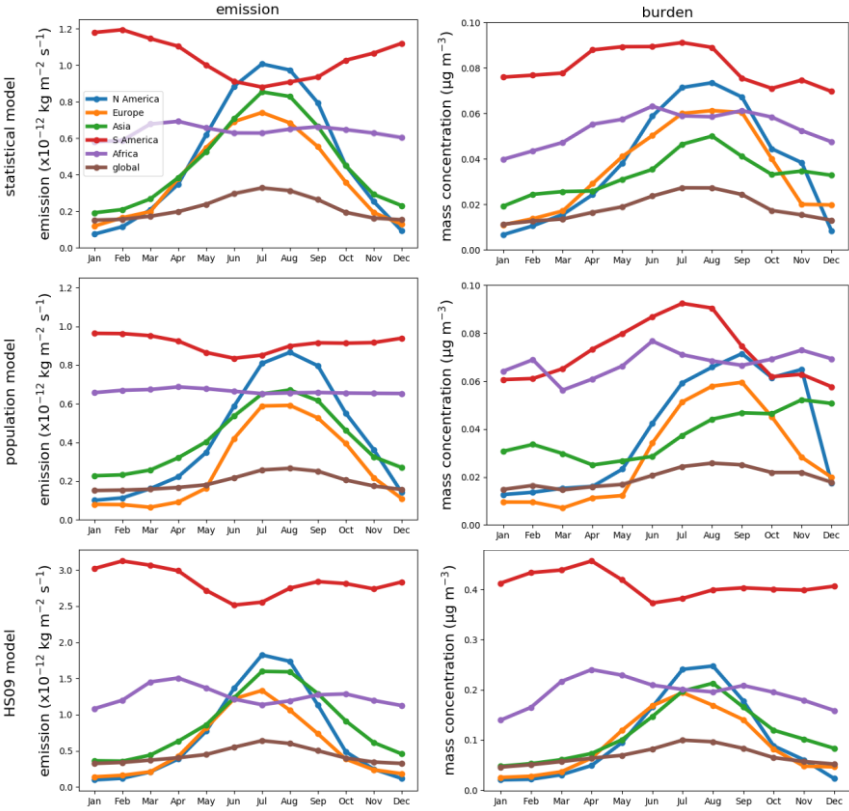 emission
burden
statistical model
emission (x10⁻¹² kg m⁻² s⁻¹)
1.2
1.0
0.8
0.6
0.4
0.2
0.0
N America
Europe
Asia
S America
Africa
global
Jan Feb Mar Apr May Jun Jul Aug Sep Oct Nov Dec
mass concentration (μg m⁻³)
0.10
0.08
0.06
0.04
0.02
0.00
Jan Feb Mar Apr May Jun Jul Aug Sep Oct Nov Dec
population model
emission (x10⁻¹² kg m⁻² s⁻¹)
1.2
1.0
0.8
0.6
0.4
0.2
0.0
Jan Feb Mar Apr May Jun Jul Aug Sep Oct Nov Dec
mass concentration (μg m⁻³)
0.10
0.08
0.06
0.04
0.02
0.00
Jan Feb Mar Apr May Jun Jul Aug Sep Oct Nov Dec
HS09 model
emission (x10⁻¹² kg m⁻² s⁻¹)
3.0
2.5
2.0
1.5
1.0
0.5
0.0
Jan Feb Mar Apr May Jun Jul Aug Sep Oct Nov Dec
mass concentration (μg m⁻³)
0.4
0.3
0.2
0.1
0.0
Jan Feb Mar Apr May Jun Jul Aug Sep Oct Nov Dec